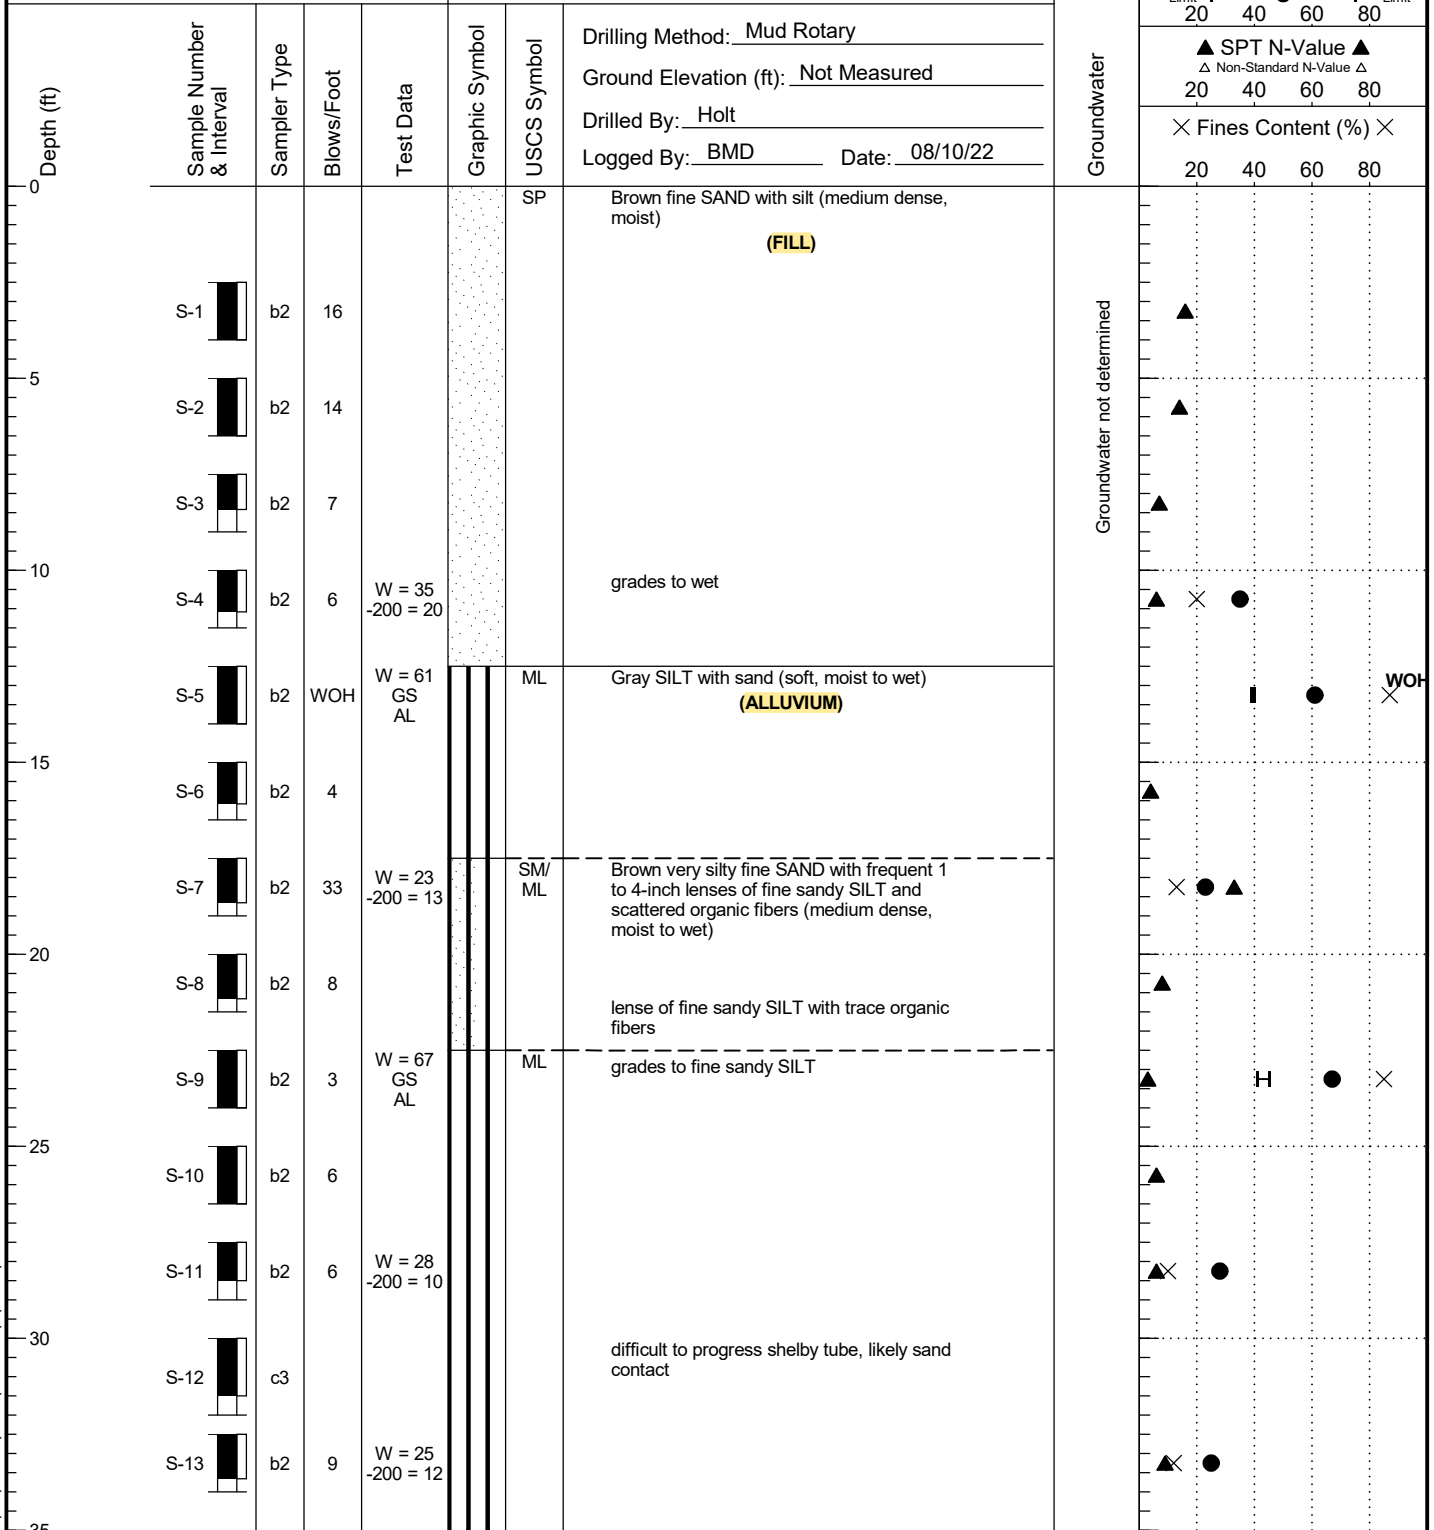 Limit Limit
20 40 60 80
Drilling Method: Mud Rotary
Ground Elevation (ft): Not Measured
Drilled By: Holt
Logged By: BMD Date: 08/10/22
Depth (ft)
Sample Number
& Interval
Sampler Type
Blows/Foot
Test Data
Graphic Symbol
USCS Symbol
Groundwater
▲ SPT N-Value ▲
△ Non-Standard N-Value △
20 40 60 80
× Fines Content (%) ×
20 40 60 80
0
SP Brown fine SAND with silt (medium dense,
moist)
(FILL)
S-1 b2 16
Groundwater not determined
5
S-2 b2 14
S-3 b2 7
10
grades to wet
S-4 b2 6 W = 35
-200 = 20
ML Gray SILT with sand (soft, moist to wet)
(ALLUVIUM)
S-5 b2 WOH W = 61
GS
AL
WOH
15
S-6 b2 4
SM/
ML
Brown very silty fine SAND with frequent 1
to 4-inch lenses of fine sandy SILT and
scattered organic fibers (medium dense,
moist to wet)
S-7 b2 33 W = 23
-200 = 13
20
S-8 b2 8
lense of fine sandy SILT with trace organic
fibers
ML grades to fine sandy SILT
S-9 b2 3 W = 67
GS
AL
25
S-10 b2 6
S-11 b2 6 W = 28
-200 = 10
30
difficult to progress shelby tube, likely sand
contact
S-12 c3
S-13 b2 9 W = 25
-200 = 12
35